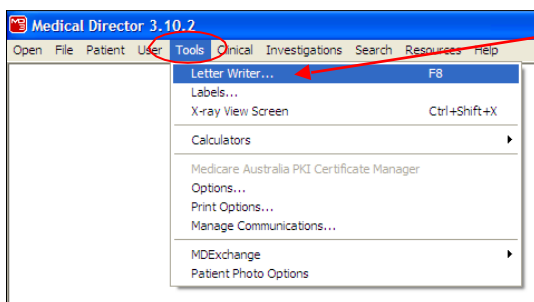 Medical Director 3.10.2
Open File Patient User Tools Clinical Investigations Search Resources Help
Letter Writer... F8
Labels...
X-ray View Screen Ctrl+Shift+X
Calculators
Medicare Australia PKI Certificate Manager
Options...
Print Options...
Manage Communications...
MDExchange
Patient Photo Options